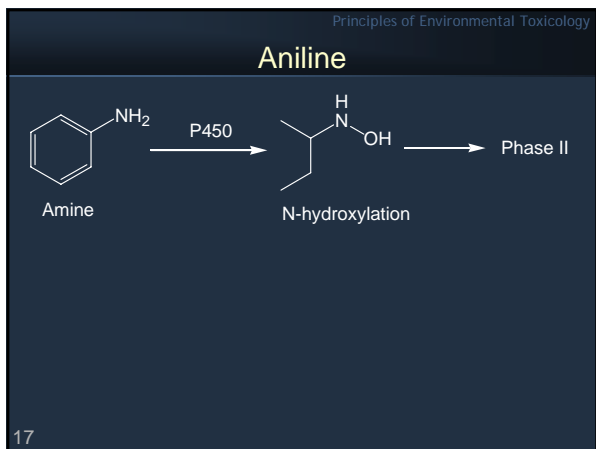 Principles of Environmental Toxicology
Aniline
NH2
P450
H
N
OH
Phase II
Amine
N-hydroxylation
17